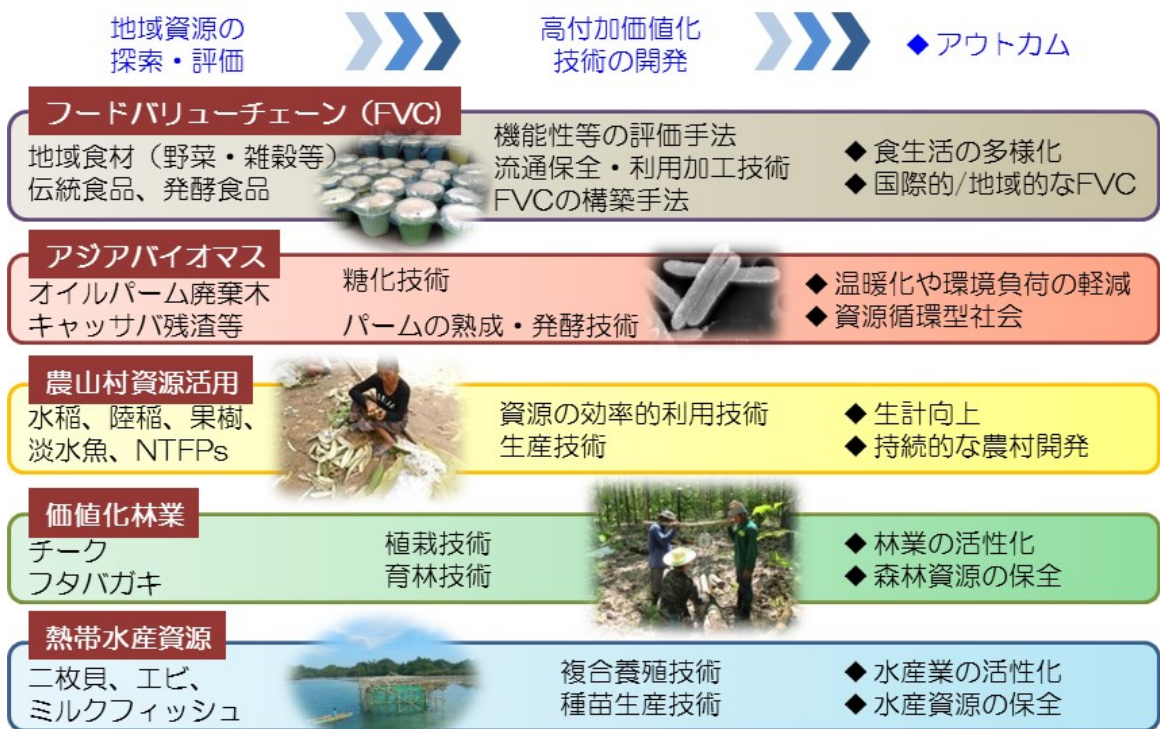 地域資源の
探索・評価
高付加価値化
技術の開発
◆アウトカム
フードバリューチェーン（FVC)
地域食材（野菜・雑穀等）
伝統食品、発酵食品
機能性等の評価手法
流通保全・利用加工技術
FVCの構築手法
◆食生活の多様化
◆国際的/地域的なFVC
アジアバイオマス
オイルパーム廃棄木
キャッサバ残渣等
糖化技術
パームの熟成・発酵技術
◆温暖化や環境負荷の軽減
◆資源循環型社会
農山村資源活用
水稲、陸稲、果樹、
淡水魚、NTFPs
資源の効率的利用技術
生産技術
◆生計向上
◆持続的な農村開発
価値化林業
チーク
フタバガキ
植栽技術
育林技術
◆林業の活性化
◆森林資源の保全
熱帯水産資源
二枚貝、エビ、
ミルクフィッシュ
複合養殖技術
種苗生産技術
◆水産業の活性化
◆水産資源の保全